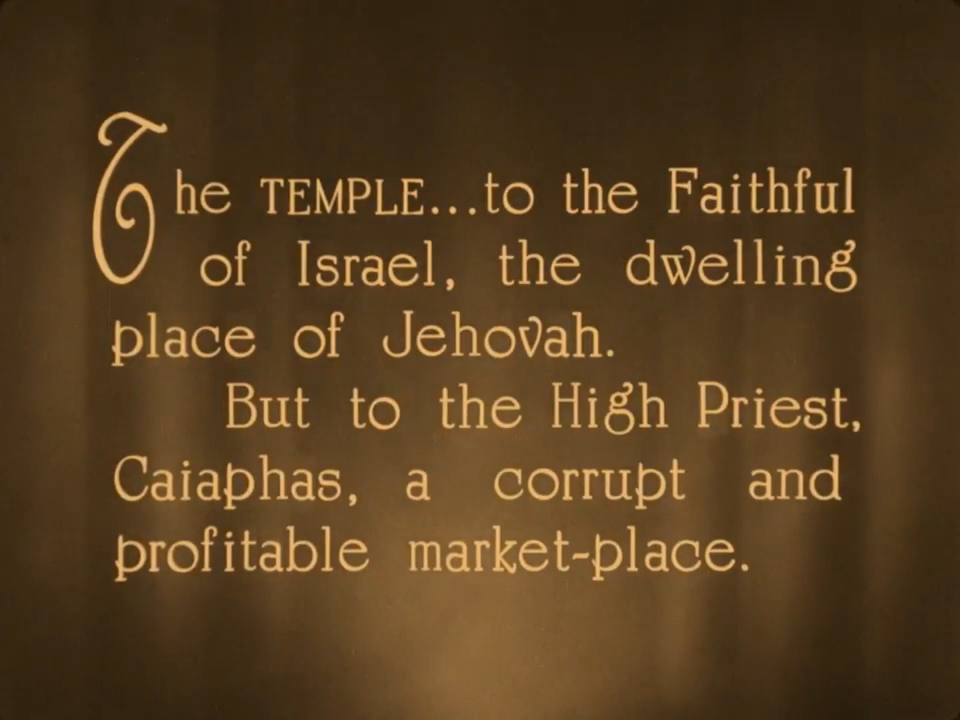 The TEMPLE...to the Faithful
of Israel, the dwelling
place of Jehovah.
But to the High Priest,
Caiaphas, a corrupt and
profitable market-place.